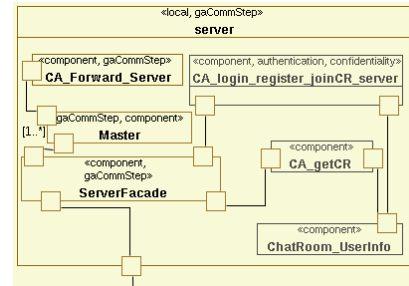 «local, gaCommStep»
server
«component, gaCommStep»
CA_Forward_Server
«component, authentication, confidentiality»
CA_login_register_joinCR_server
gaCommStep, component»
[1..*]
Master
«component,
gaCommStep»
ServerFacade
«component»
CA_getCR
«component»
ChatRoom_UserInfo